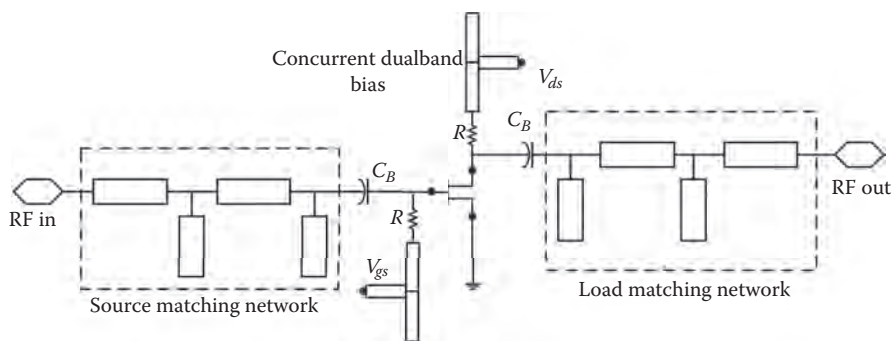 Concurrent dualband
bias
V_ds
R
C_B
RF out
Load matching network
C_B
R
RF in
V_gs
Source matching network